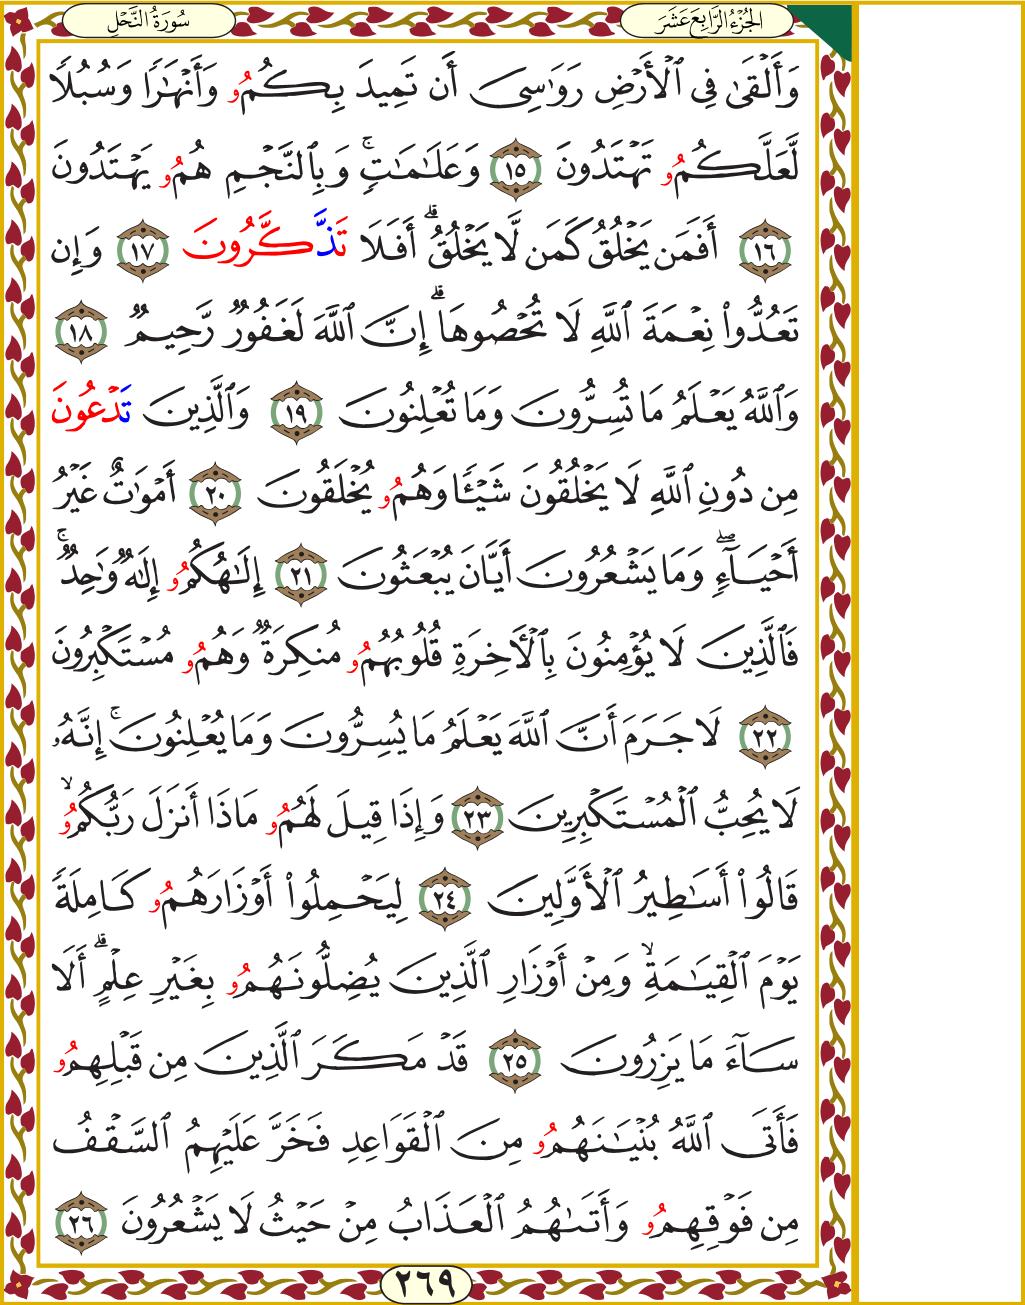 الجُزْءُ الرَّابِعَ عَشَرَ
سُورَةُ النَّحْلِ
وَأَلْقَىٰ فِي ٱلْأَرْضِ رَوَٰسِىَ أَن تَمِيدَ بِكُمُۥ وَأَنْهَٰرًا وَسُبُلًا
لَّعَلَّكُمُۥ تَهْتَدُونَ ١٥ وَعَلَٰمَٰتٍۚ وَبِٱلنَّجْمِ هُمُۥ يَهْتَدُونَ
١٦ أَفَمَن يَخْلُقُ كَمَن لَّا يَخْلُقُۗ أَفَلَا تَذَّكَّرُونَ ١٧ وَإِن
تَعُدُّوا۟ نِعْمَةَ ٱللَّهِ لَا تُحْصُوهَاۗ إِنَّ ٱللَّهَ لَغَفُورٌ رَّحِيمٌ ١٨
وَٱللَّهُ يَعْلَمُ مَا تُسِرُّونَ وَمَا تُعْلِنُونَ ١٩ وَٱلَّذِينَ تَدْعُونَ
مِن دُونِ ٱللَّهِ لَا يَخْلُقُونَ شَيْـًٔا وَهُمُۥ يُخْلَقُونَ ٢٠ أَمْوَٰتٌ غَيْرُ
أَحْيَآءٍۖ وَمَا يَشْعُرُونَ أَيَّانَ يُبْعَثُونَ ٢١ إِلَٰهُكُمُۥ إِلَٰهٌ وَٰحِدٌۚ
فَٱلَّذِينَ لَا يُؤْمِنُونَ بِٱلْـَٔاخِرَةِ قُلُوبُهُمُۥ مُنكِرَةٌ وَهُمُۥ مُسْتَكْبِرُونَ
٢٢ لَا جَرَمَ أَنَّ ٱللَّهَ يَعْلَمُ مَا يُسِرُّونَ وَمَا يُعْلِنُونَۚ إِنَّهُۥ
لَا يُحِبُّ ٱلْمُسْتَكْبِرِينَ ٢٣ وَإِذَا قِيلَ لَهُمُۥ مَاذَا أَنزَلَ رَبُّكُمُۥۙ
قَالُوا۟ أَسَٰطِيرُ ٱلْأَوَّلِينَ ٢٤ لِيَحْمِلُوا۟ أَوْزَارَهُمُۥ كَامِلَةً
يَوْمَ ٱلْقِيَٰمَةِۙ وَمِنْ أَوْزَارِ ٱلَّذِينَ يُضِلُّونَهُمُۥ بِغَيْرِ عِلْمٍۗ أَلَا
سَآءَ مَا يَزِرُونَ ٢٥ قَدْ مَكَرَ ٱلَّذِينَ مِن قَبْلِهِمُۥ
فَأَتَى ٱللَّهُ بُنْيَٰنَهُمُۥ مِنَ ٱلْقَوَاعِدِ فَخَرَّ عَلَيْهِمُ ٱلسَّقْفُ
مِن فَوْقِهِمُۥ وَأَتَىٰهُمُ ٱلْعَذَابُ مِنْ حَيْثُ لَا يَشْعُرُونَ ٢٦
٢٦٩